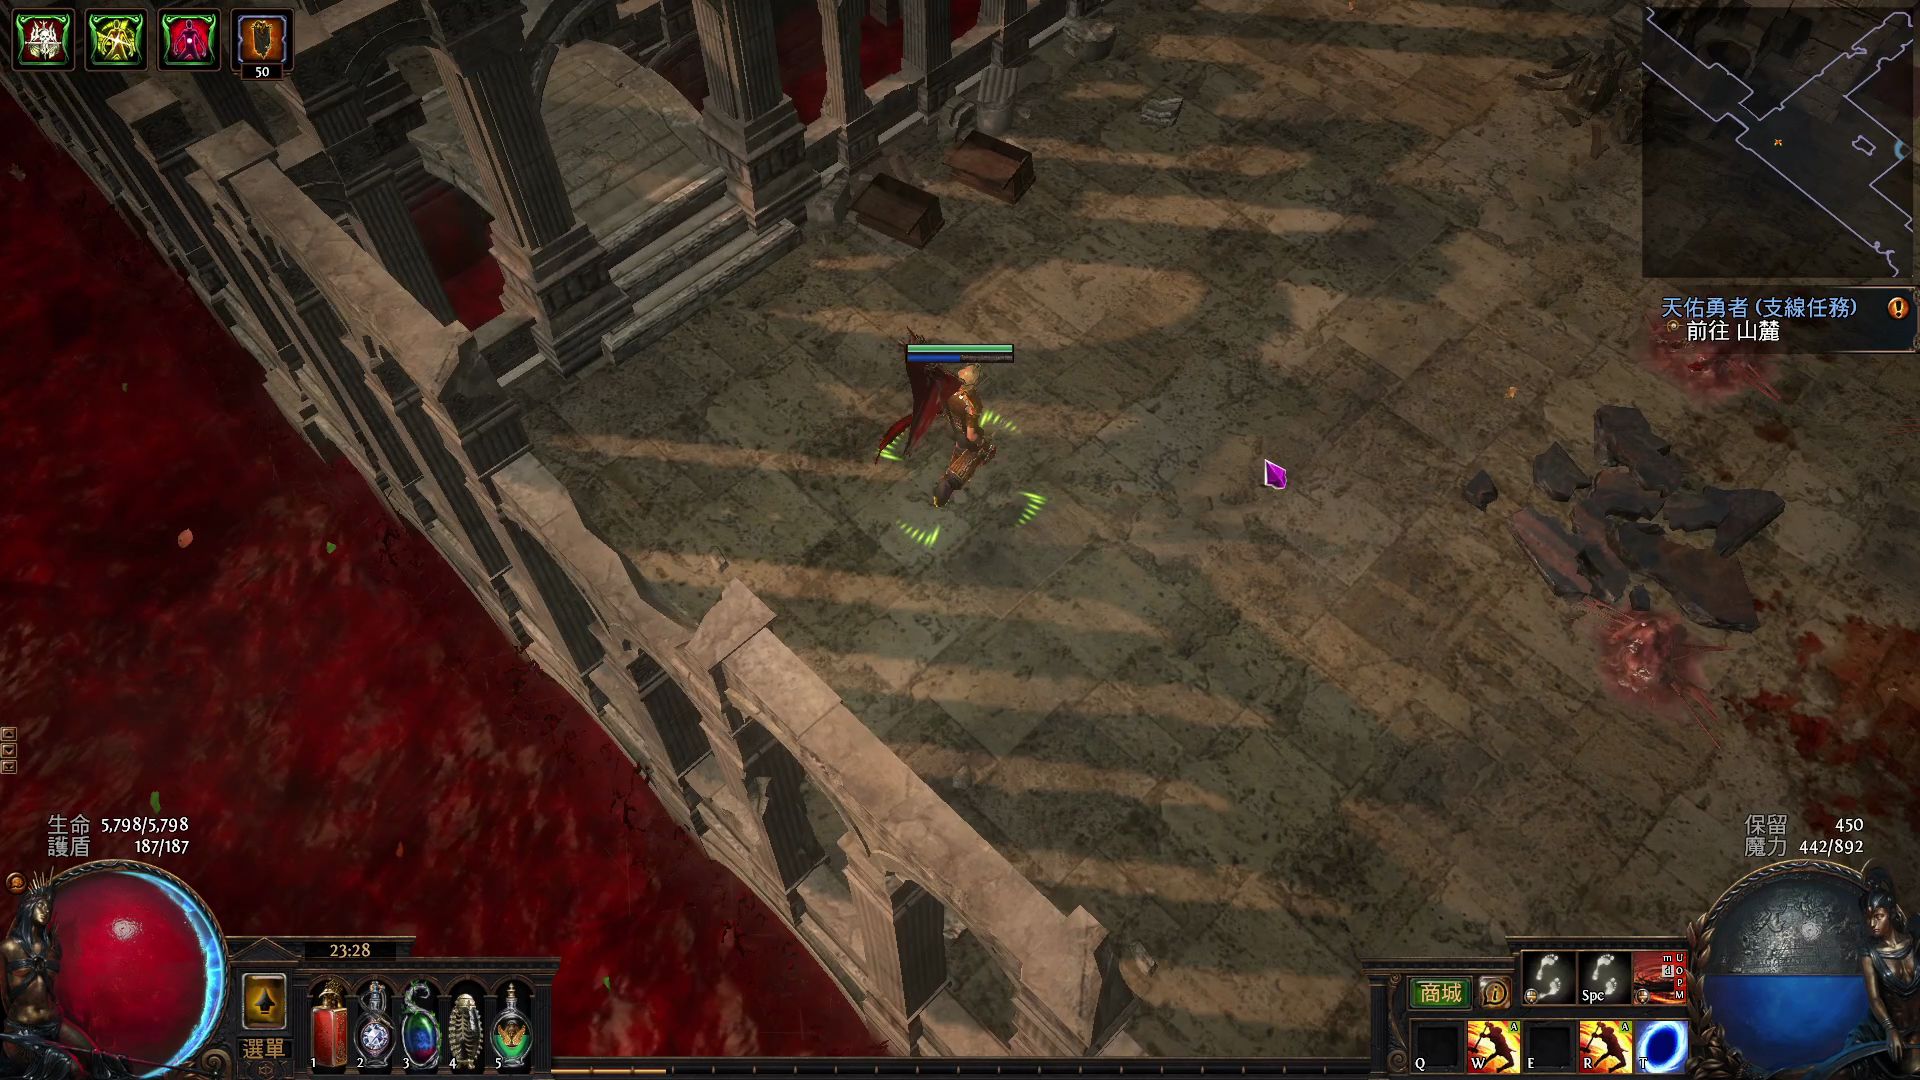 50
天佑勇者 (支線任務)
前往 山麓
生命 5,798/5,798
護盾 187/187
保留 450
魔力 442/892
23:28
選單
1 2 3 4 5
商城
Spc
m U
d O
P
M
Q W A E R A T